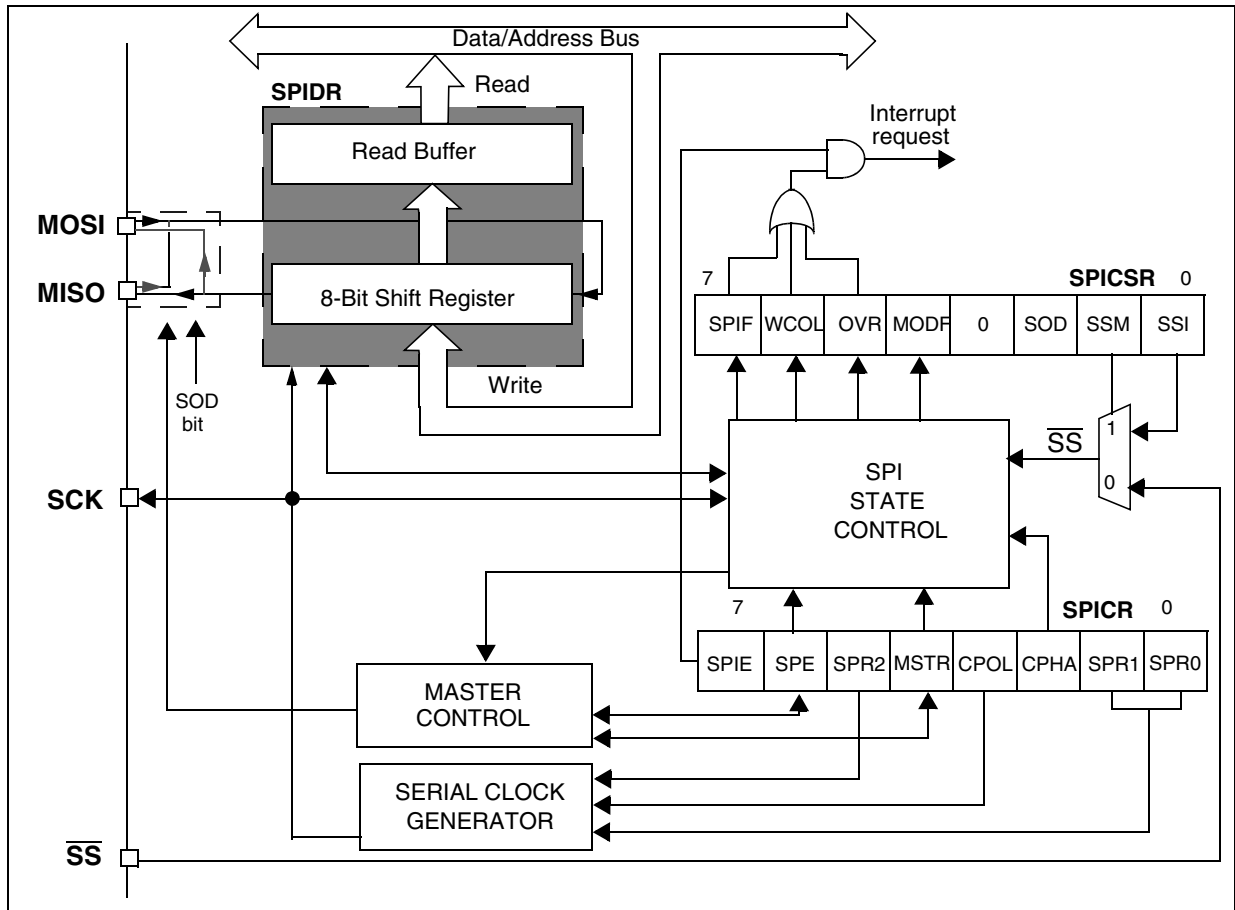 Data/Address Bus
SPIDR
Read
Read Buffer
Interrupt
request
MOSI
MISO
8-Bit Shift Register
7 SPICSR 0
SPIF WCOL OVR MODF 0 SOD SSM SSI
Write
SOD
bit
1
SS
0
SCK
SPI
STATE
CONTROL
7 SPICR 0
SPIE SPE SPR2 MSTR CPOL CPHA SPR1 SPR0
MASTER
CONTROL
SERIAL CLOCK
GENERATOR
SS